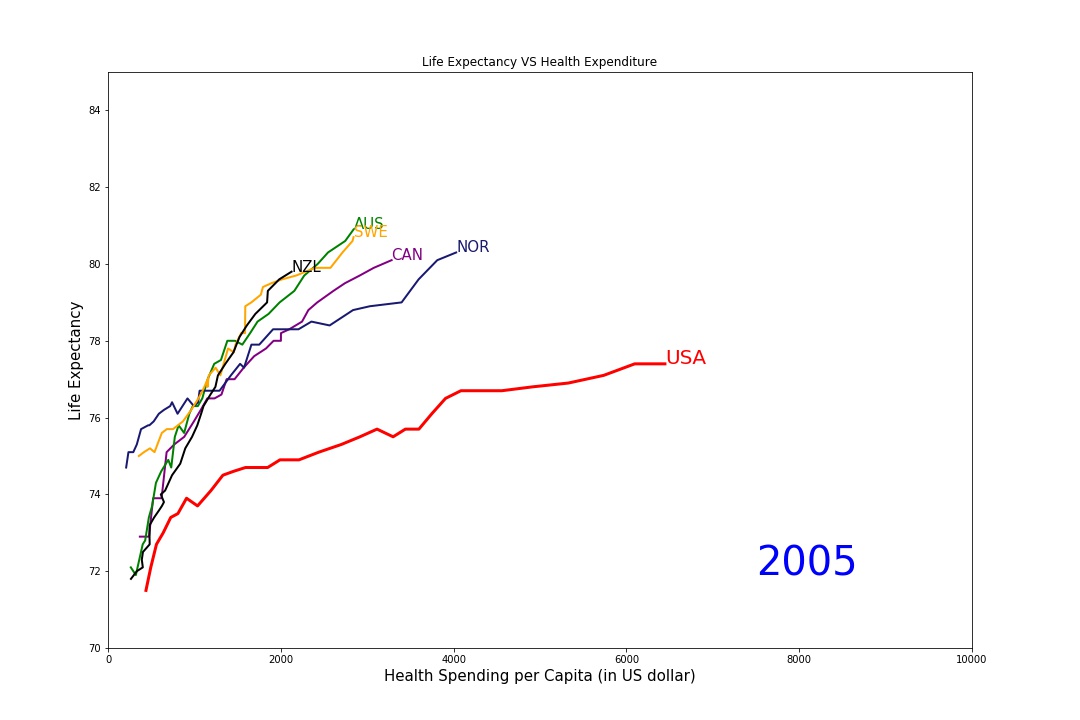 Life Expectancy VS Health Expenditure
84
82
80
78
76
74
72
70
Life Expectancy
AUS
SWE
NOR
CAN
NZL
USA
2005
0
2000
4000
6000
8000
10000
Health Spending per Capita (in US dollar)